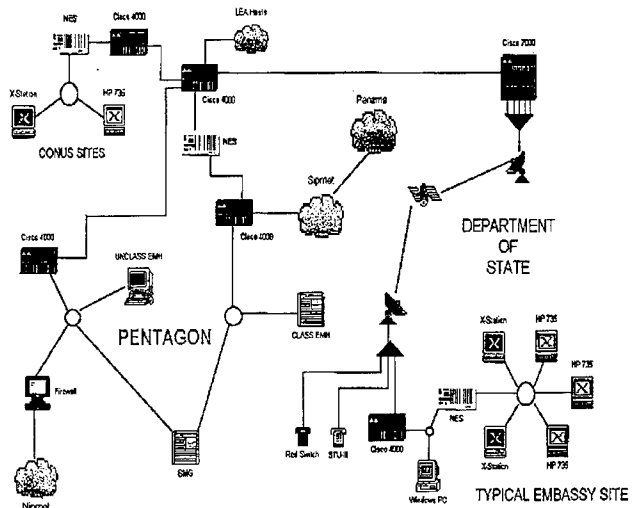 NES
Cisco 4000
LEA Hosts
Cisco 7000
X-Station
HP 735
CONUS SITES
Cisco 4000
Panama
NES
Siprnet
Cisco 4000
Cisco 4000
UNCLASS EMH
DEPARTMENT
OF
STATE
PENTAGON
CLASS EMH
X-Station
HP 735
HP 735
Firewall
NES
Red Switch
STU-III
Cisco 4000
X-Station
HP 735
SMG
Windows PC
TYPICAL EMBASSY SITE
Niprnet